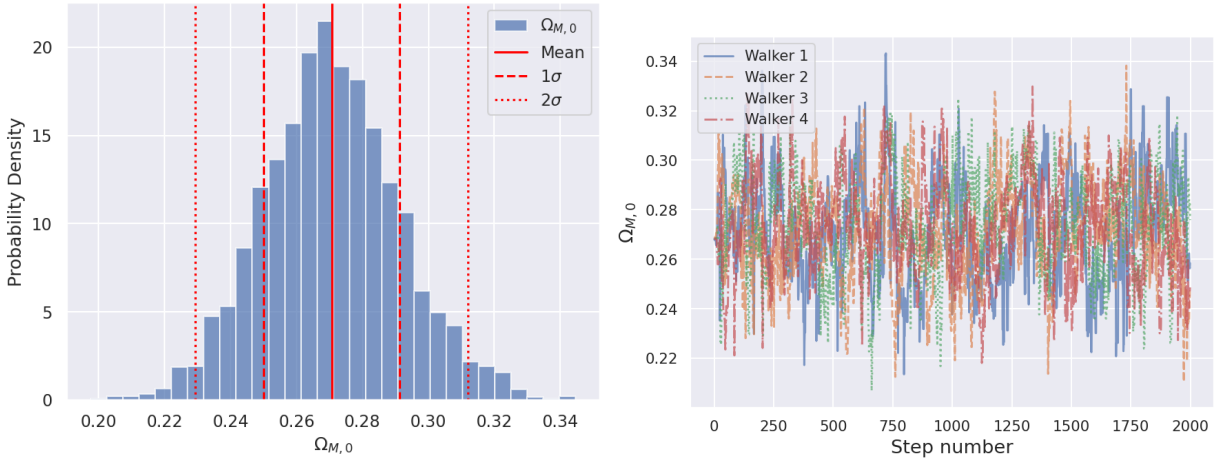 Probability Density
20
15
10
5
0
0.20 0.22 0.24 0.26 0.28 0.30 0.32 0.34
Ω_{M,0}
Ω_{M,0}
Mean
1σ
2σ
Ω_{M,0}
0.34
0.32
0.30
0.28
0.26
0.24
0.22
0 250 500 750 1000 1250 1500 1750 2000
Step number
Walker 1
Walker 2
Walker 3
Walker 4